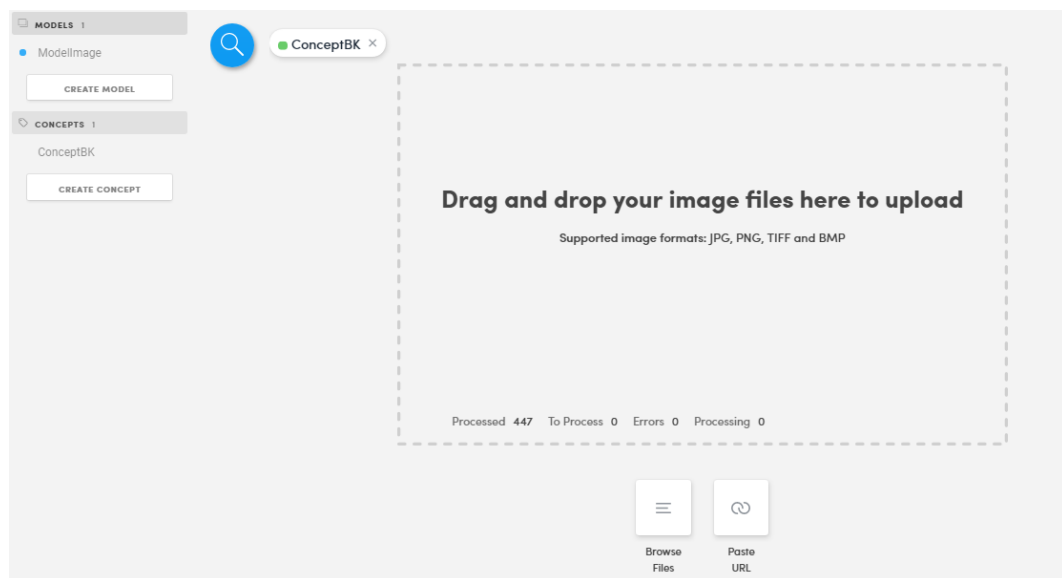 MODELS 1
ModelImage
CREATE MODEL
CONCEPTS 1
ConceptBK
CREATE CONCEPT
ConceptBK ×
Drag and drop your image files here to upload
Supported image formats: JPG, PNG, TIFF and BMP
Processed 447 To Process 0 Errors 0 Processing 0
Browse
Files
Paste
URL